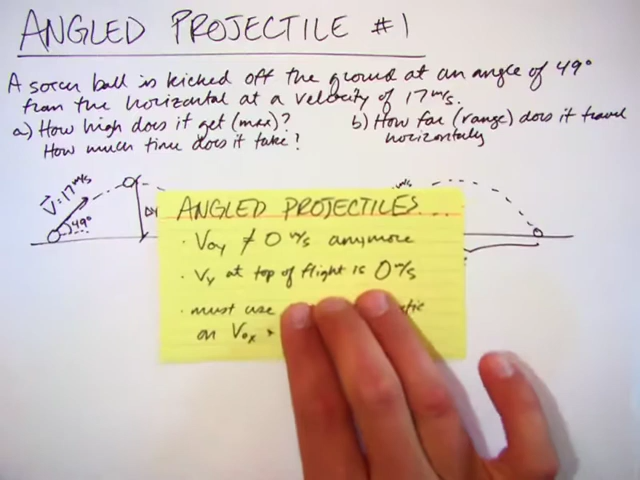 ANGLED PROJECTILE #1
A soccer ball is kicked off the ground at an angle of 49°
from the horizontal at a velocity of 17 m/s.
a) How high does it get (max)?
How much time does it take?
b) How far (range) does it travel
horizontally
V=17 m/s
49°
Δy
m/s
ANGLED PROJECTILES...
· Voy ≠ 0 m/s anymore
· Vy at top of flight is 0 m/s
· must use
on Vox